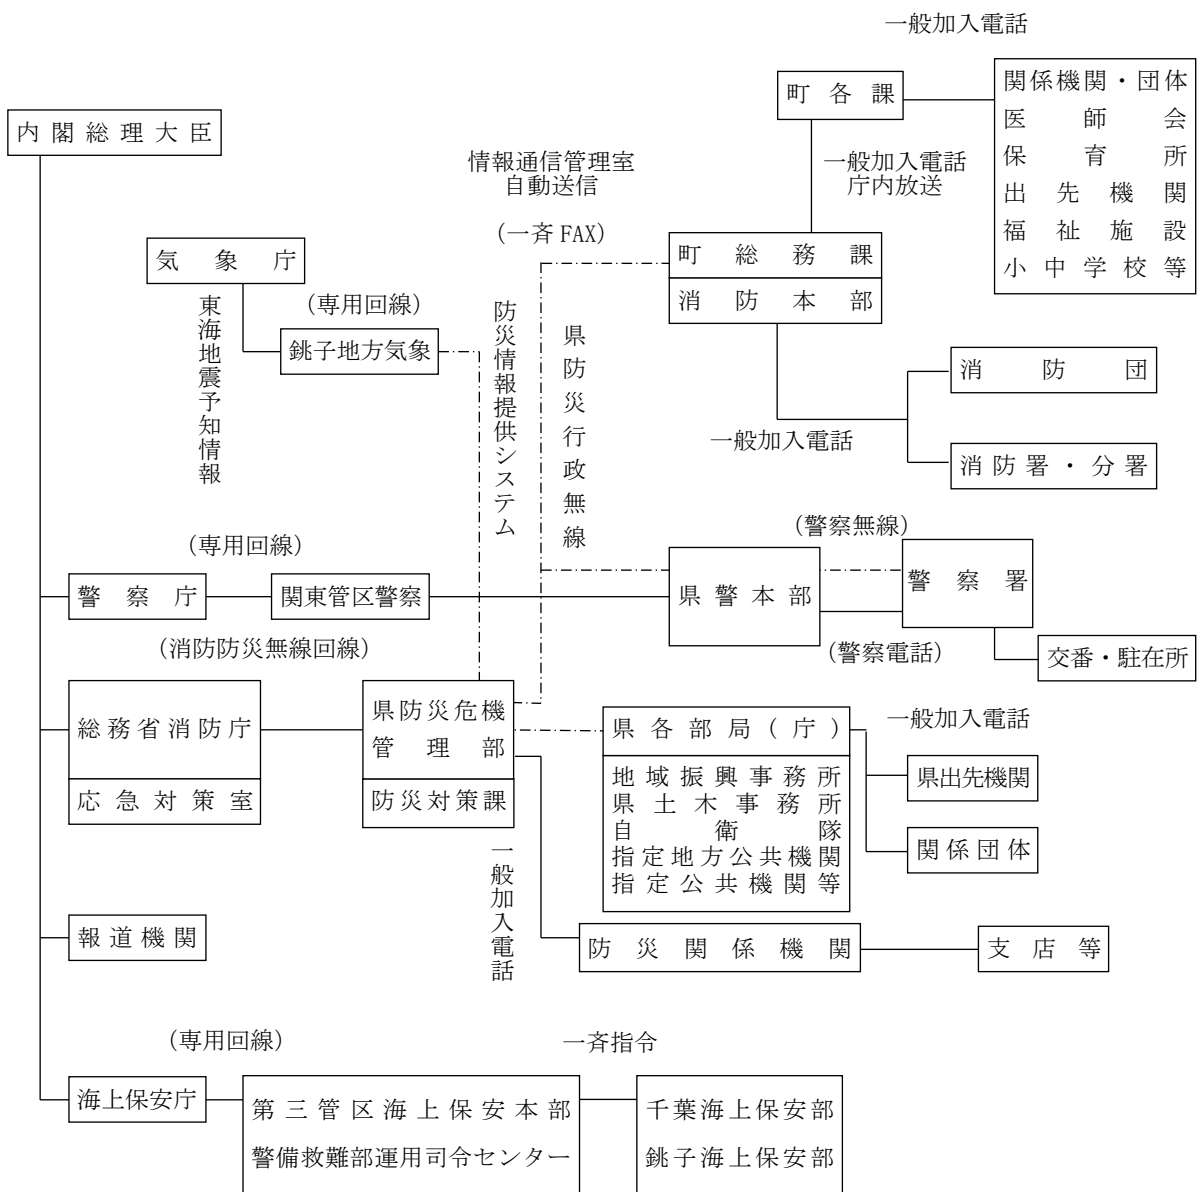 一般加入電話
町各課
関係機関・団体
医師会
保育所
出先機関
福祉施設
小中学校等
内閣総理大臣
情報通信管理室
自動送信
(一斉 FAX)
一般加入電話
庁内放送
気象庁
町総務課
消防本部
東海地震予知情報
(専用回線)
銚子地方気象
防災情報提供システム
県防災行政無線
消防団
一般加入電話
消防署・分署
(専用回線)
(警察無線)
警察庁
関東管区警察
県警本部
警察署
(消防防災無線回線)
(警察電話)
交番・駐在所
総務省消防庁
応急対策室
県防災危機
管理部
防災対策課
県各部局(庁)
地域振興事務所
県土木事務所
自衛隊
指定地方公共機関
指定公共機関等
一般加入電話
県出先機関
関係団体
一般加入電話
報道機関
防災関係機関
支店等
(専用回線)
一斉指令
海上保安庁
第三管区海上保安本部
警備救難部運用司令センター
千葉海上保安部
銚子海上保安部